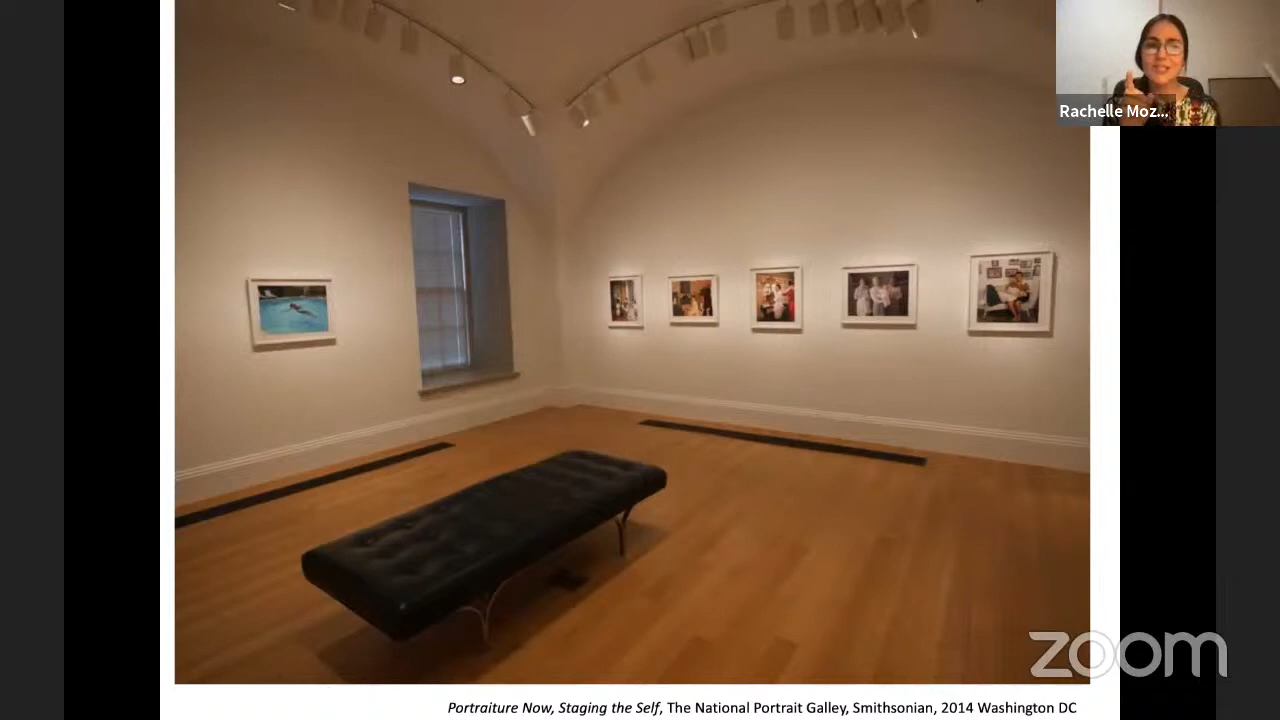 Rachelle Moz...
zoom
Portraiture Now, Staging the Self, The National Portrait Galley, Smithsonian, 2014 Washington DC